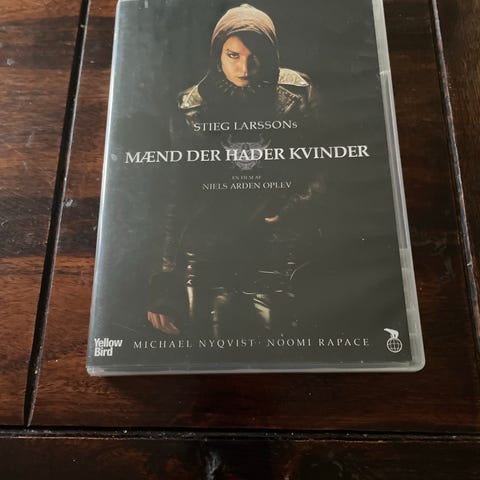 STIEG LARSSONs
MÆND DER HADER KVINDER
EN FILM AF
NIELS ARDEN OPLEV
Yellow
Bird
MICHAEL NYQVIST · NOOMI RAPACE